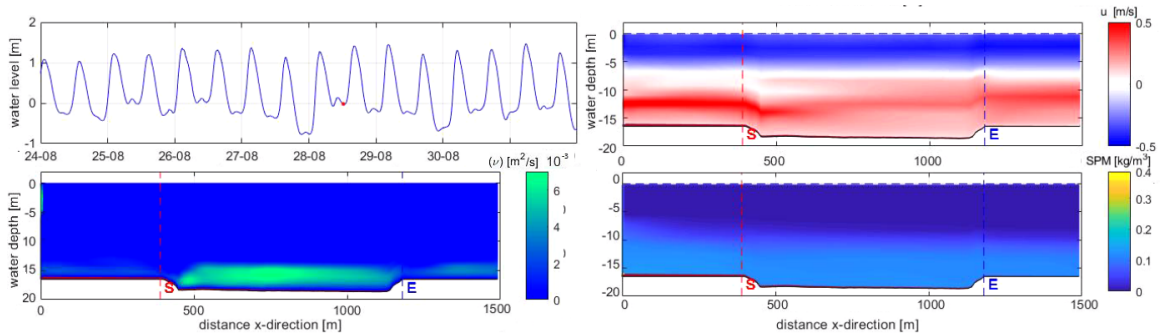 2
1
0
-1
water level [m]
24-08 25-08 26-08 27-08 28-08 29-08 30-08
u [m/s]
0.5
0
-0.5
0
-5
-10
-15
water depth [m]
S
E
0 500 1000
(ν) [m²/s] 10⁻³
6
4
2
0
0
5
10
15
20
water depth [m]
S
E
0 500 1000 1500
distance x-direction [m]
SPM [kg/m³
0.4
0.3
0.2
0.1
0
0
-5
-10
-15
-20
water depth [m]
S
E
0 500 1000 1500
distance x-direction [m]